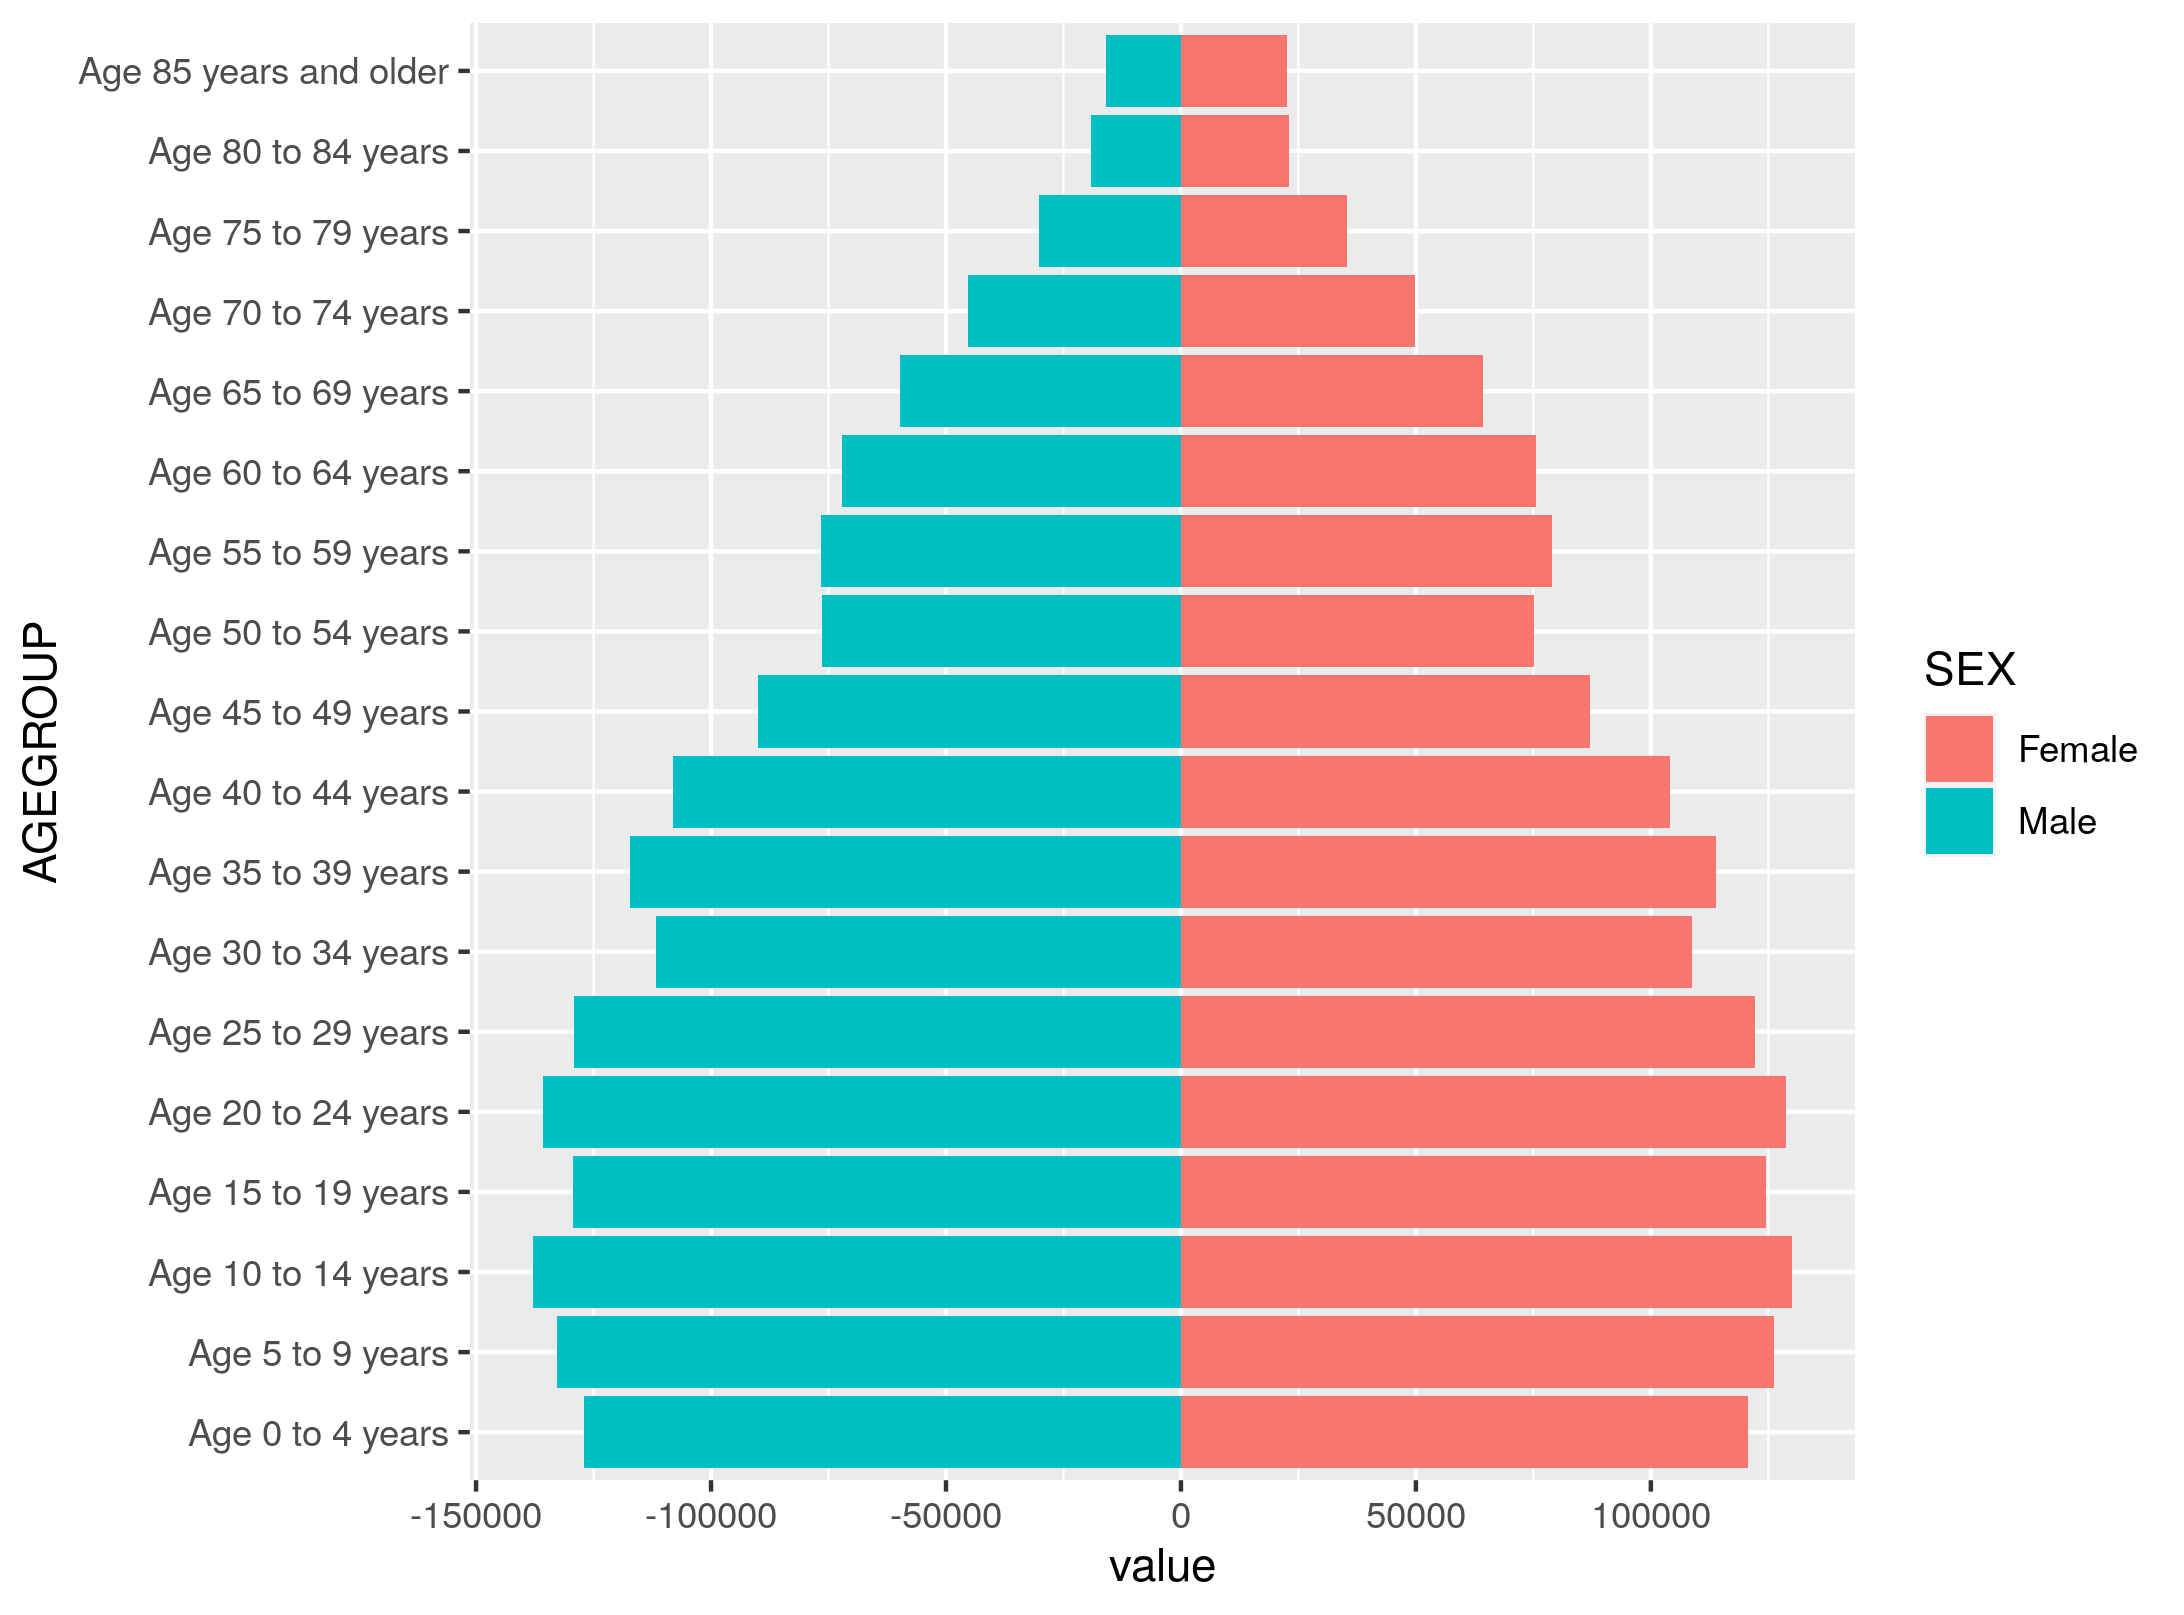 AGEGROUP
Age 85 years and older
Age 80 to 84 years
Age 75 to 79 years
Age 70 to 74 years
Age 65 to 69 years
Age 60 to 64 years
Age 55 to 59 years
Age 50 to 54 years
Age 45 to 49 years
Age 40 to 44 years
Age 35 to 39 years
Age 30 to 34 years
Age 25 to 29 years
Age 20 to 24 years
Age 15 to 19 years
Age 10 to 14 years
Age 5 to 9 years
Age 0 to 4 years
-150000 -100000 -50000 0 50000 100000
value
SEX
Female
Male